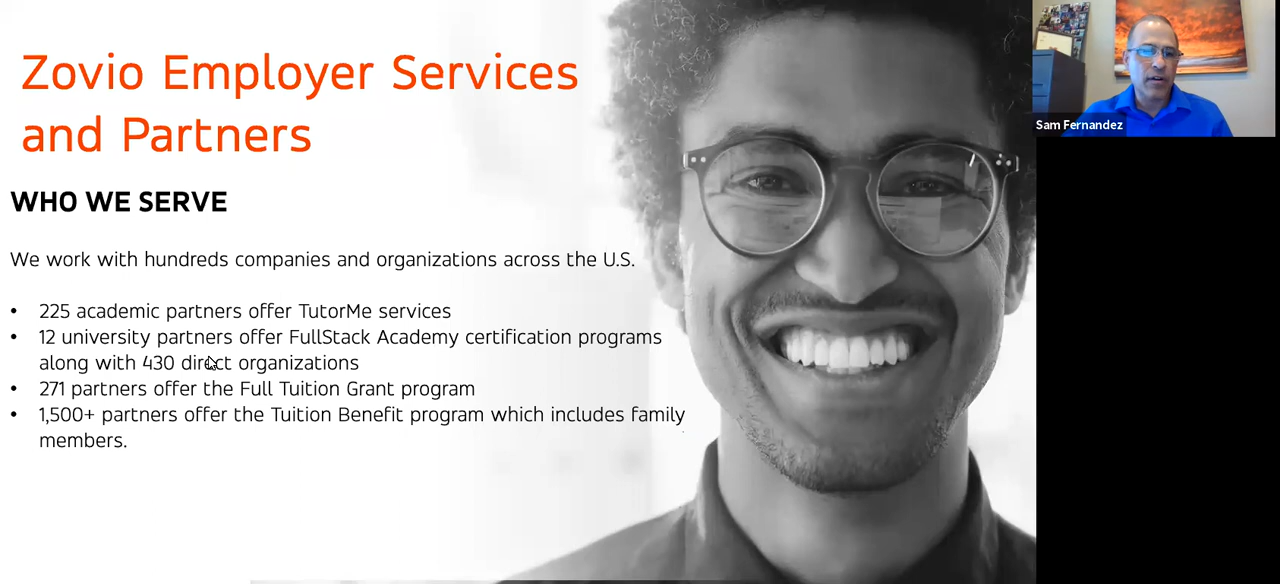 Zovio Employer Services
and Partners
WHO WE SERVE
We work with hundreds companies and organizations across the U.S.
• 225 academic partners offer TutorMe services
• 12 university partners offer FullStack Academy certification programs
along with 430 direct organizations
• 271 partners offer the Full Tuition Grant program
• 1,500+ partners offer the Tuition Benefit program which includes family
members.
Sam Fernandez